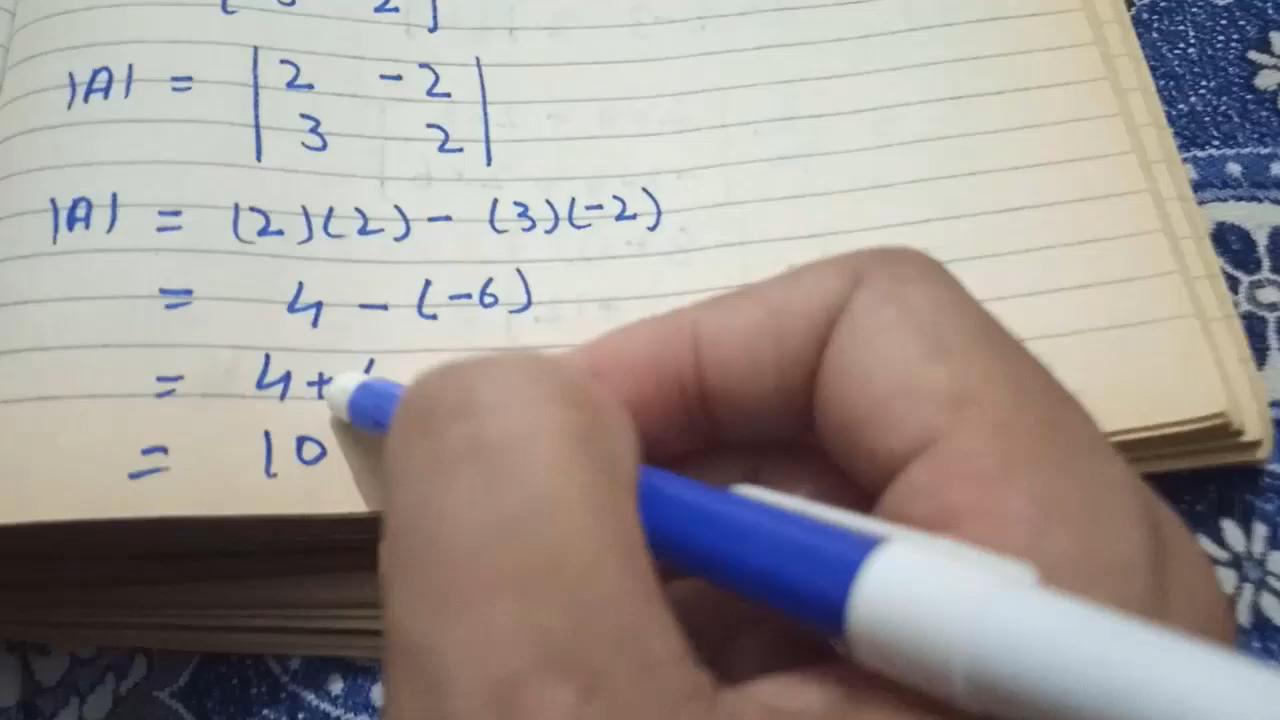 |A| = | 2 -2 |
| 3 2 |
|A| = (2)(2) - (3)(-2)
= 4 - (-6)
= 4 +
= 10